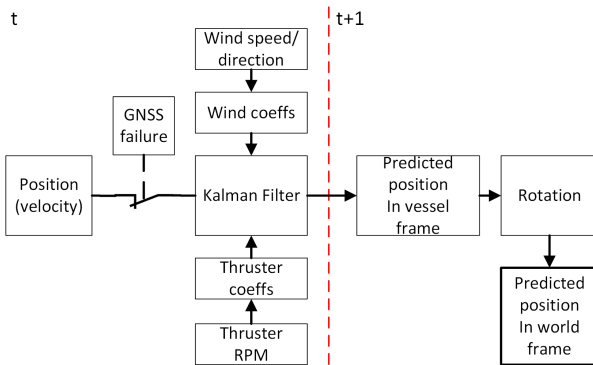 t
t+1
Wind speed/
direction
GNSS
failure
Wind coeffs
Position
(velocity)
Kalman Filter
Predicted
position
In vessel
frame
Rotation
Thruster
coeffs
Predicted
position
In world
frame
Thruster
RPM